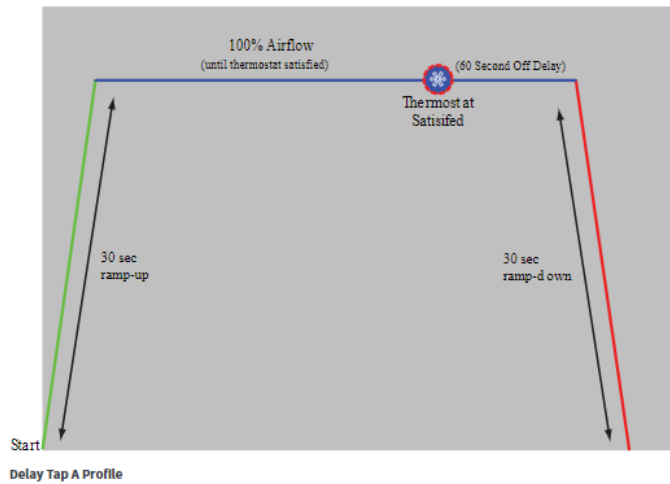 100% Airflow
(until thermostat satisfied)
(60 Second Off Delay)
Thermost at
Satisifed
30 sec
ramp-up
30 sec
ramp-d own
Start
Delay Tap A Profile